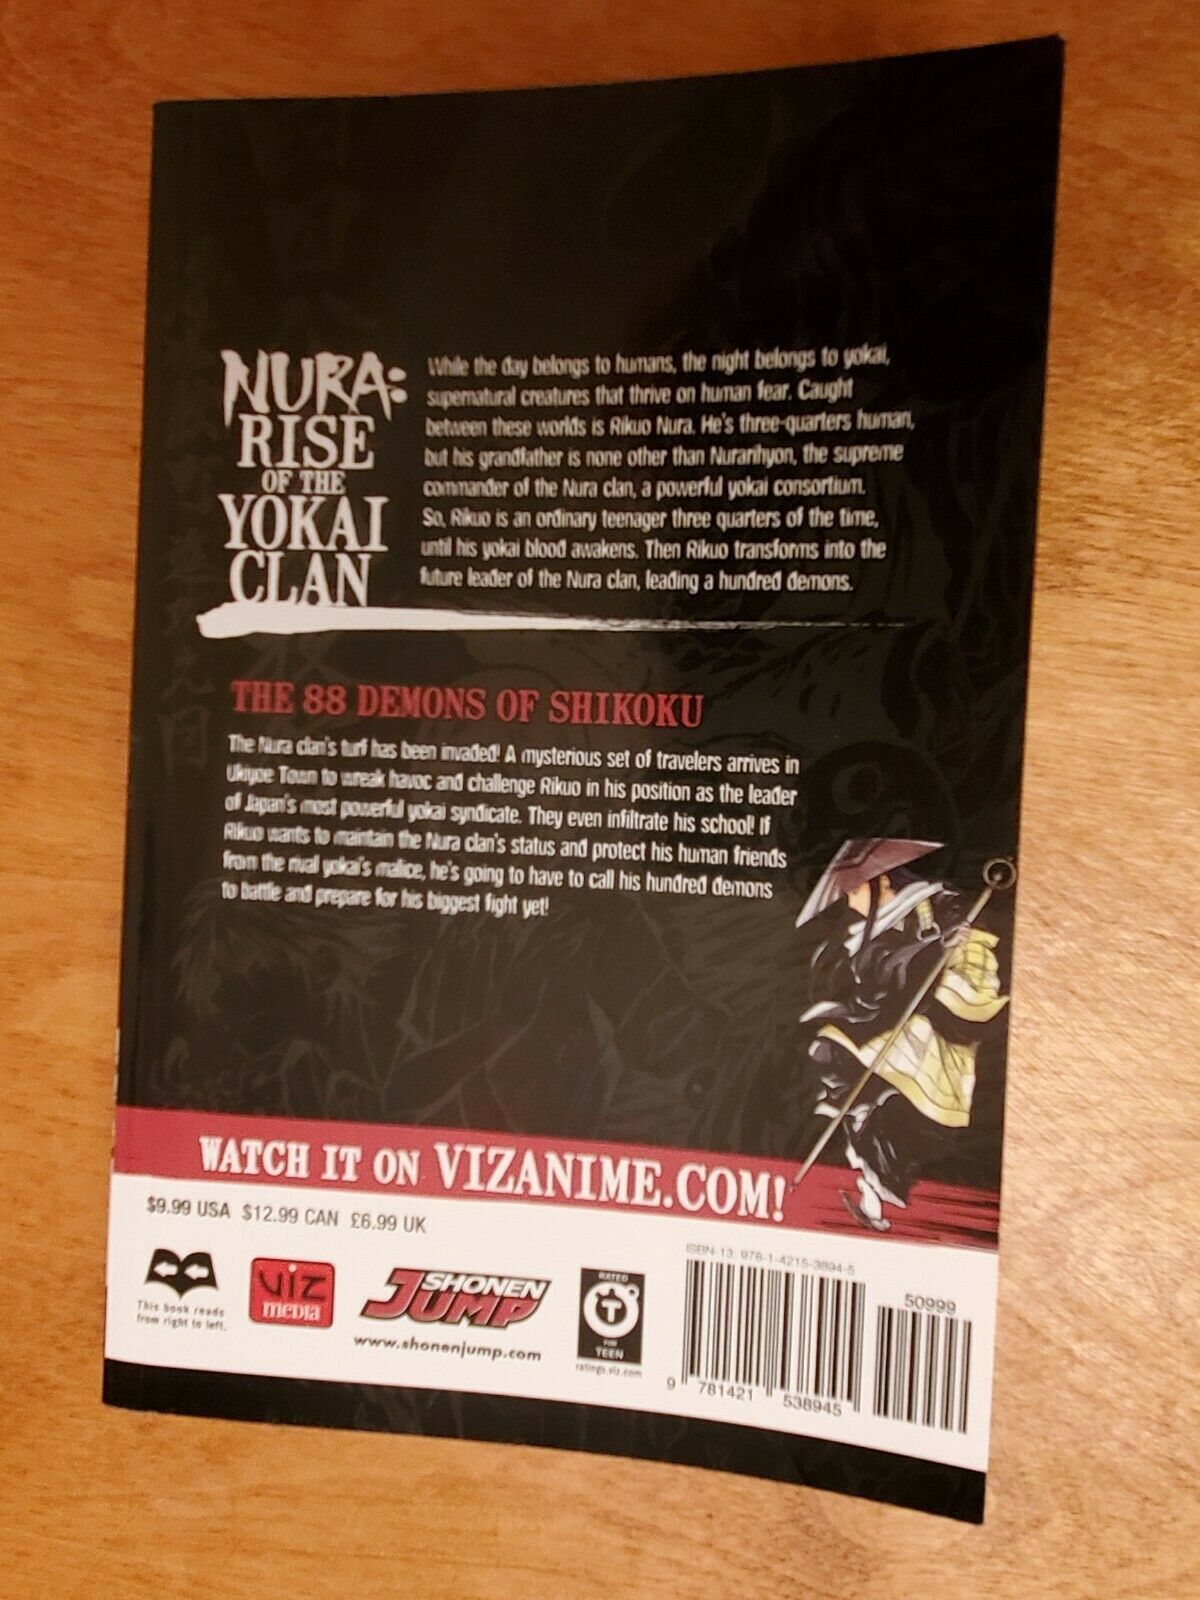 NURA:
RISE
OF THE
YOKAI
CLAN
While the day belongs to humans, the night belongs to yokai,
supernatural creatures that thrive on human fear. Caught
between these worlds is Rikuo Nura. He's three-quarters human,
but his grandfather is none other than Nurarihyon, the supreme
commander of the Nura clan, a powerful yokai consortium.
So, Rikuo is an ordinary teenager three quarters of the time,
until his yokai blood awakens. Then Rikuo transforms into the
future leader of the Nura clan, leading a hundred demons.
THE 88 DEMONS OF SHIKOKU
The Nura clan's turf has been invaded! A mysterious set of travelers arrives in
Ukiyoe Town to wreak havoc and challenge Rikuo in his position as the leader
of Japan's most powerful yokai syndicate. They even infiltrate his school! If
Rikuo wants to maintain the Nura clan's status and protect his human friends
from the rival yokai's malice, he's going to have to call his hundred demons
to battle and prepare for his biggest fight yet!
WATCH IT ON VIZANIME.COM!
$9.99 USA $12.99 CAN £6.99 UK
This book reads
from right to left.
VIZ
media
SHONEN
JUMP
www.shonenjump.com
RATED
T
FOR
TEEN
ratings.viz.com
ISBN-13: 978-1-4215-3894-5
50999
9 781421 538945